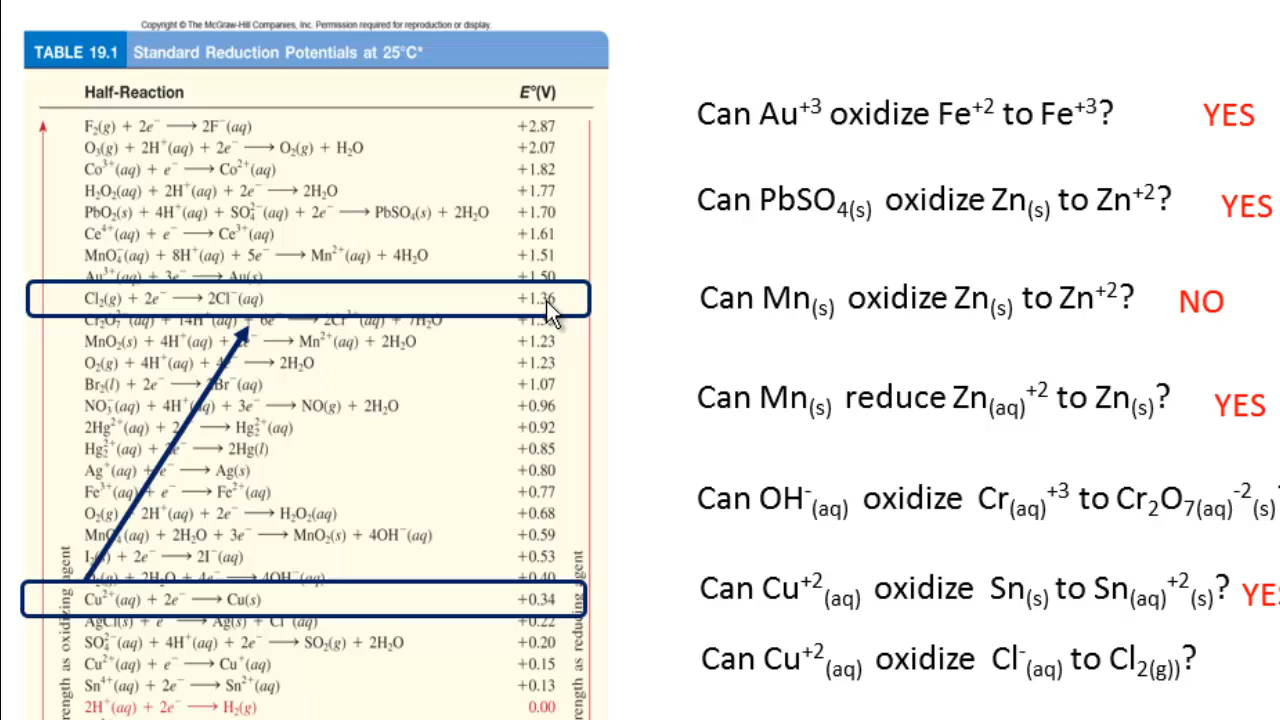 Copyright © The McGraw-Hill Companies, Inc. Permission required for reproduction or display.
TABLE 19.1 Standard Reduction Potentials at 25°C*
Half-Reaction E°(V)
F₂(g) + 2e⁻ ⟶ 2F⁻(aq) +2.87
O₃(g) + 2H⁺(aq) + 2e⁻ ⟶ O₂(g) + H₂O +2.07
Co³⁺(aq) + e⁻ ⟶ Co²⁺(aq) +1.82
H₂O₂(aq) + 2H⁺(aq) + 2e⁻ ⟶ 2H₂O +1.77
PbO₂(s) + 4H⁺(aq) + SO₄²⁻(aq) + 2e⁻ ⟶ PbSO₄(s) + 2H₂O +1.70
Ce⁴⁺(aq) + e⁻ ⟶ Ce³⁺(aq) +1.61
MnO₄⁻(aq) + 8H⁺(aq) + 5e⁻ ⟶ Mn²⁺(aq) + 4H₂O +1.51
Au³⁺(aq) + 3e⁻ ⟶ Au(s) +1.50
Cl₂(g) + 2e⁻ ⟶ 2Cl⁻(aq) +1.36
Cr₂O₇²⁻(aq) + 14H⁺(aq) + 6e⁻ ⟶ 2Cr³⁺(aq) + 7H₂O
MnO₂(s) + 4H⁺(aq) + ⟶ Mn²⁺(aq) + 2H₂O +1.23
O₂(g) + 4H⁺(aq) + 4e⁻ ⟶ 2H₂O +1.23
Br₂(l) + 2e⁻ ⟶ 2Br⁻(aq) +1.07
NO₃⁻(aq) + 4H⁺(aq) + 3e⁻ ⟶ NO(g) + 2H₂O +0.96
2Hg²⁺(aq) + ⟶ Hg₂²⁺(aq) +0.92
Hg₂²⁺(aq) + ⟶ 2Hg(l) +0.85
Ag⁺(aq) + e⁻ ⟶ Ag(s) +0.80
Fe³⁺(aq) + e⁻ ⟶ Fe²⁺(aq) +0.77
O₂(g) + 2H⁺(aq) + 2e⁻ ⟶ H₂O₂(aq) +0.68
MnO₄⁻(aq) + 2H₂O + 3e⁻ ⟶ MnO₂(s) + 4OH⁻(aq) +0.59
I₂(s) + 2e⁻ ⟶ 2I⁻(aq) +0.53
O₂(g) + 2H₂O + 4e⁻ ⟶ 4OH⁻(aq) +0.40
Cu²⁺(aq) + 2e⁻ ⟶ Cu(s) +0.34
AgCl(s) + e⁻ ⟶ Ag(s) + Cl⁻(aq) +0.22
SO₄²⁻(aq) + 4H⁺(aq) + 2e⁻ ⟶ SO₂(g) + 2H₂O +0.20
Cu²⁺(aq) + e⁻ ⟶ Cu⁺(aq) +0.15
Sn⁴⁺(aq) + 2e⁻ ⟶ Sn²⁺(aq) +0.13
2H⁺(aq) + 2e⁻ ⟶ H₂(g) 0.00
rength as oxidizing agent
rength as reducing agent
Can Au⁺³ oxidize Fe⁺² to Fe⁺³? YES
Can PbSO₄₍s₎ oxidize Zn₍s₎ to Zn⁺²? YES
Can Mn₍s₎ oxidize Zn₍s₎ to Zn⁺²? NO
Can Mn₍s₎ reduce Zn₍aq₎⁺² to Zn₍s₎? YES
Can OH⁻₍aq₎ oxidize Cr₍aq₎⁺³ to Cr₂O₇₍aq₎⁻²₍s₎?
Can Cu⁺²₍aq₎ oxidize Sn₍s₎ to Sn₍aq₎⁺²₍s₎? YES
Can Cu⁺²₍aq₎ oxidize Cl⁻₍aq₎ to Cl₂₍g₎₎?